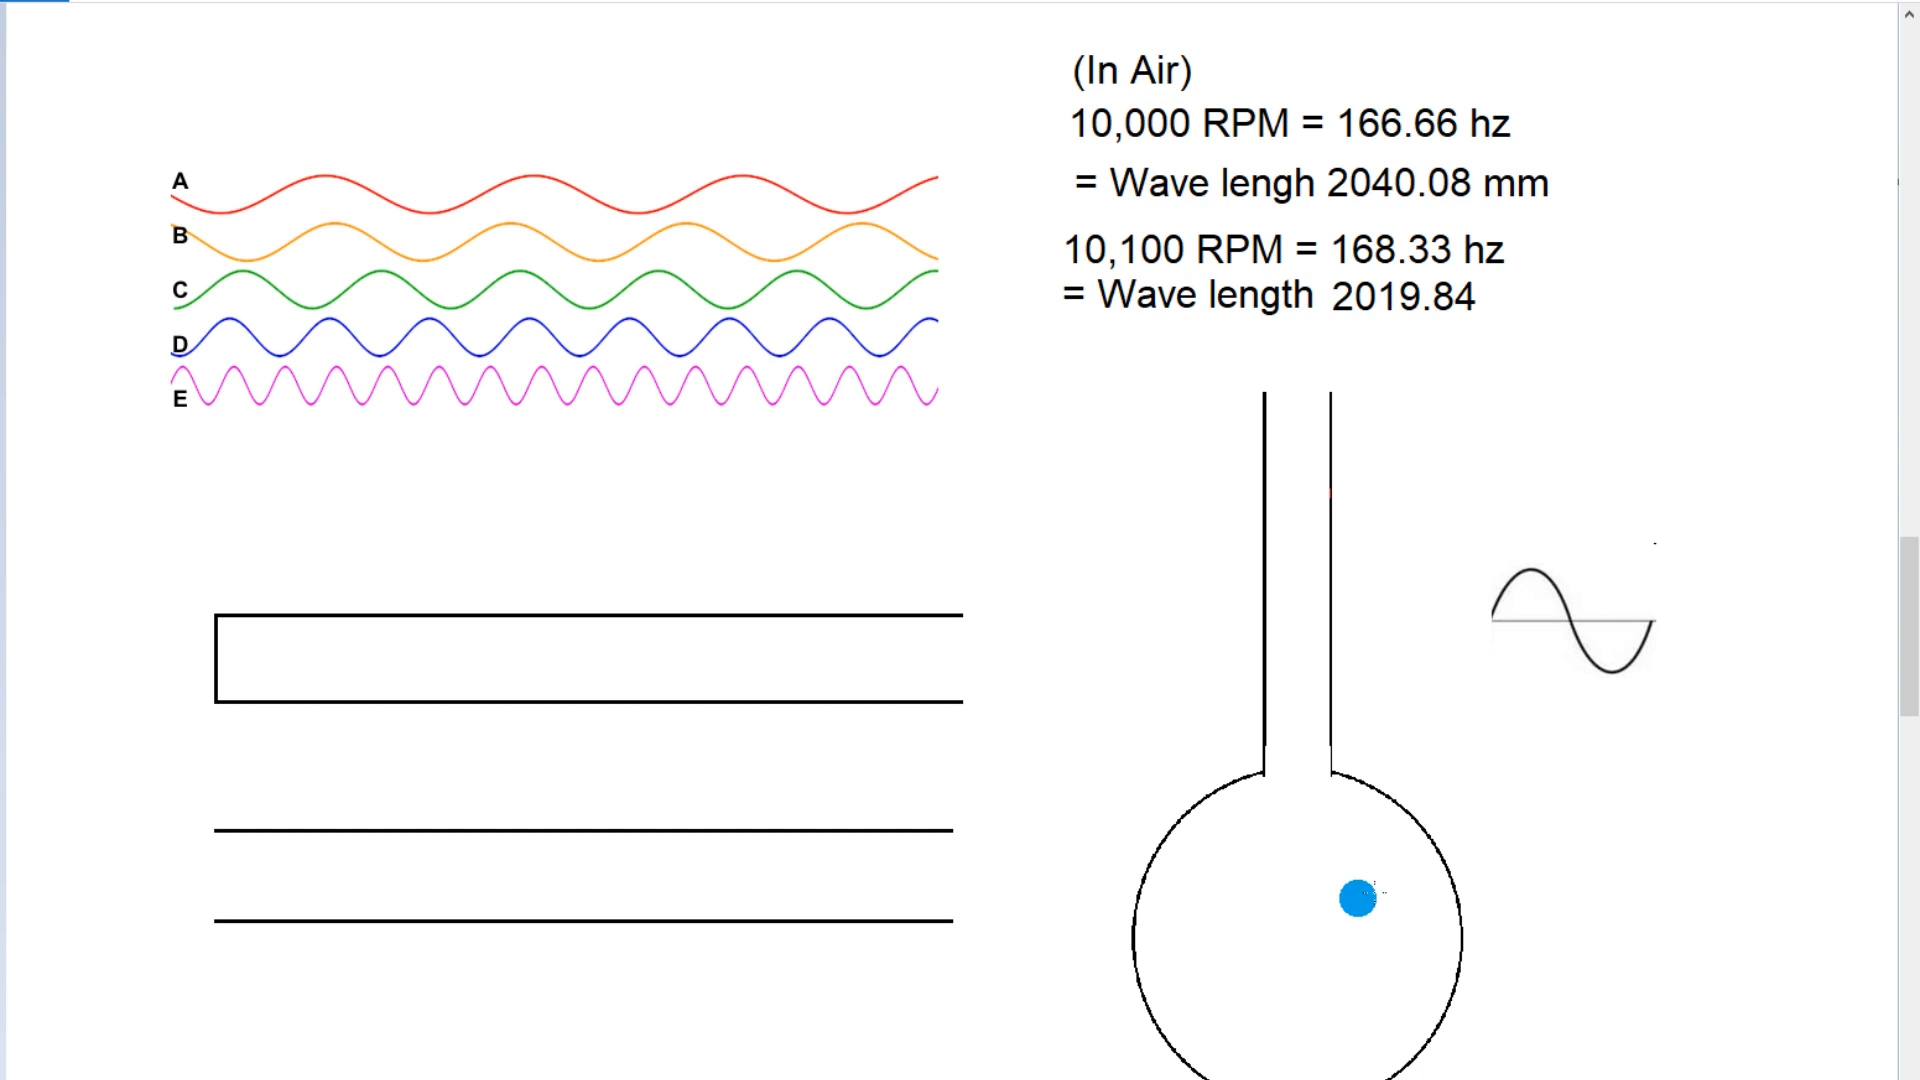 A
B
C
D
E
(In Air)
10,000 RPM = 166.66 hz
= Wave lengh 2040.08 mm
10,100 RPM = 168.33 hz
= Wave length 2019.84